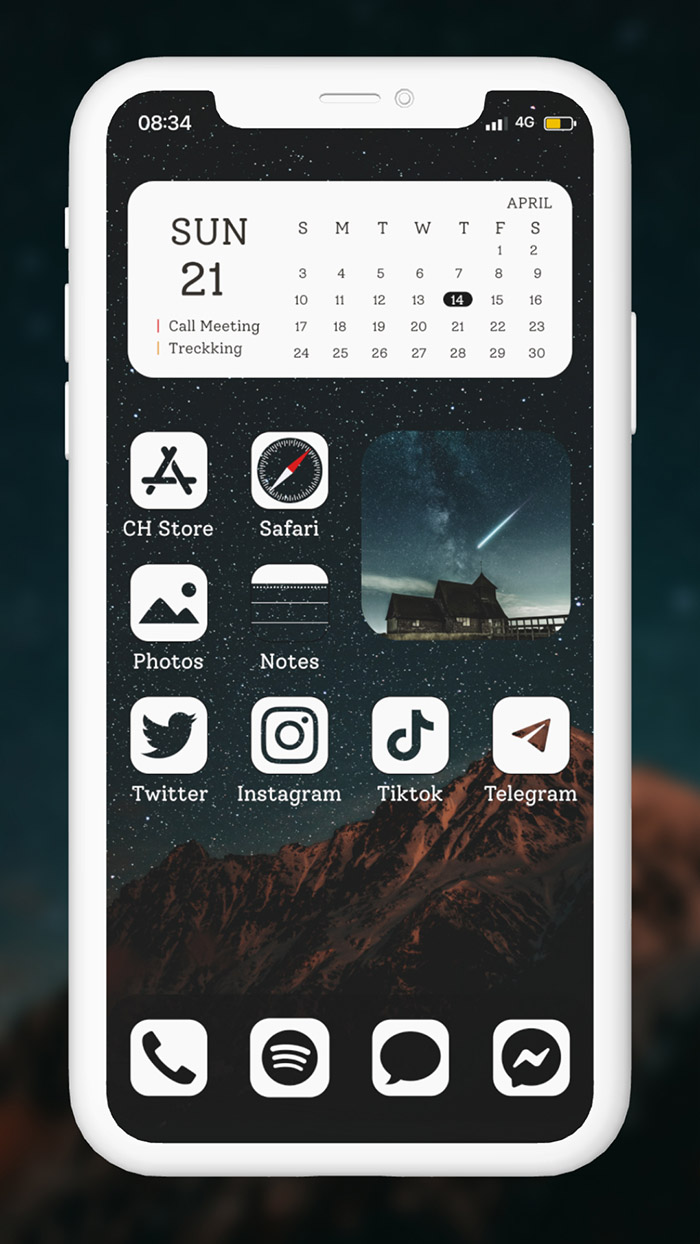 08:34
4G
APRIL
SUN
21
Call Meeting
Treckking
S M T W T F S
1 2
3 4 5 6 7 8 9
10 11 12 13 14 15 16
17 18 19 20 21 22 23
24 25 26 27 28 29 30
CH Store
Safari
Photos
Notes
Twitter
Instagram
Tiktok
Telegram